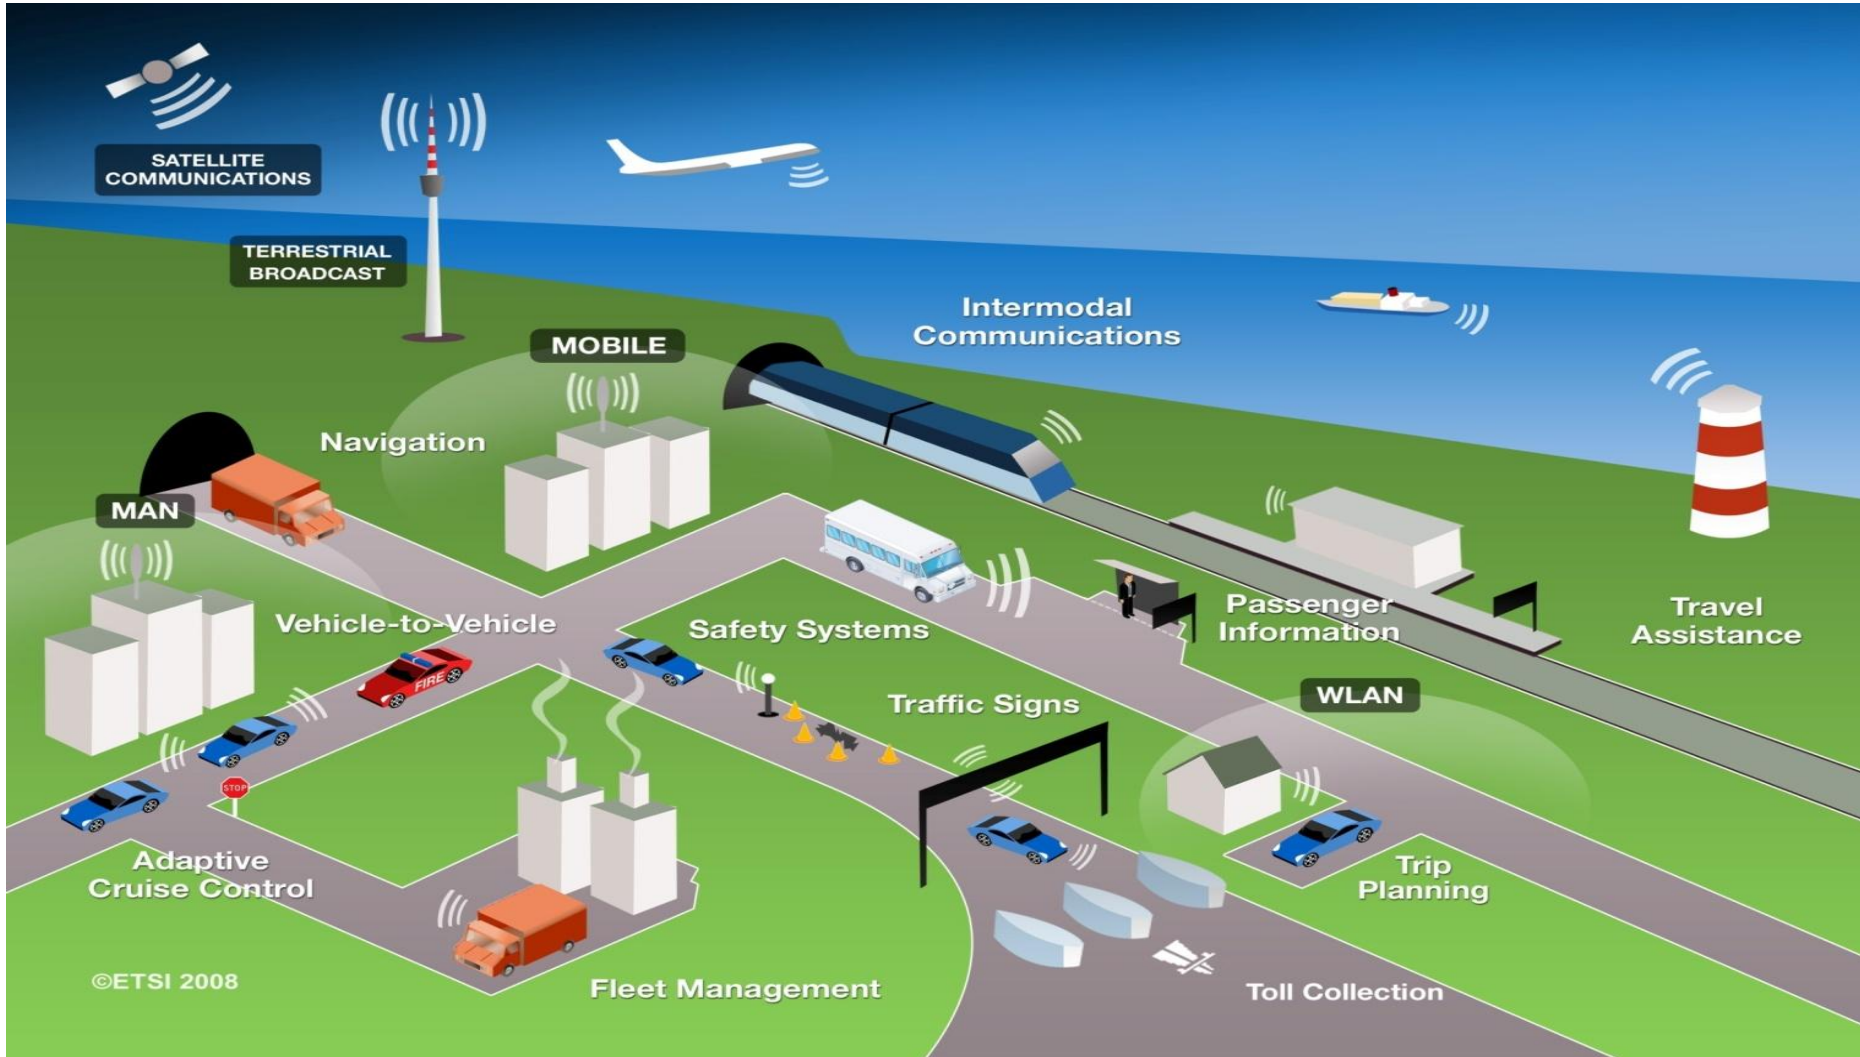 SATELLITE
COMMUNICATIONS
TERRESTRIAL
BROADCAST
Intermodal
Communications
MOBILE
Navigation
MAN
Vehicle-to-Vehicle
Safety Systems
Passenger
Information
Travel
Assistance
FIRE
WLAN
Traffic Signs
STOP
Adaptive
Cruise Control
Trip
Planning
©ETSI 2008
Fleet Management
Toll Collection